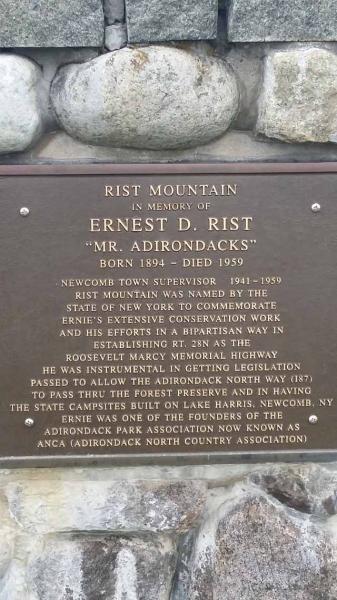 RIST MOUNTAIN
IN MEMORY OF
ERNEST D. RIST
"MR. ADIRONDACKS"
BORN 1894 - DIED 1959
NEWCOMB TOWN SUPERVISOR 1941-1959
RIST MOUNTAIN WAS NAMED BY THE
STATE OF NEW YORK TO COMMEMORATE
ERNIE'S EXTENSIVE CONSERVATION WORK
AND HIS EFFORTS IN A BIPARTISAN WAY IN
ESTABLISHING RT. 28N AS THE
ROOSEVELT MARCY MEMORIAL HIGHWAY
HE WAS INSTRUMENTAL IN GETTING LEGISLATION
PASSED TO ALLOW THE ADIRONDACK NORTH WAY (I87)
TO PASS THRU THE FOREST PRESERVE AND IN HAVING
THE STATE CAMPSITES BUILT ON LAKE HARRIS, NEWCOMB, NY
ERNIE WAS ONE OF THE FOUNDERS OF THE
ADIRONDACK PARK ASSOCIATION NOW KNOWN AS
ANCA (ADIRONDACK NORTH COUNTRY ASSOCIATION)